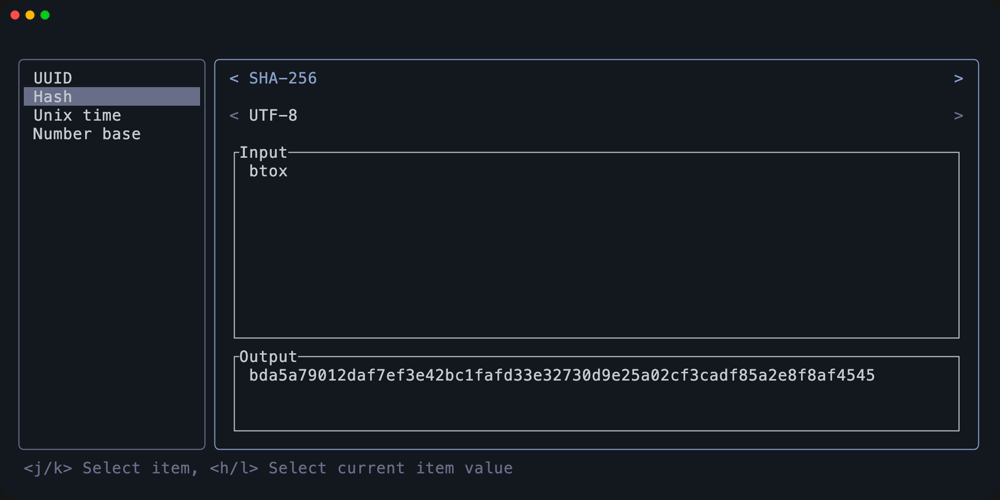 UUID
Hash
Unix time
Number base
< SHA-256 >
< UTF-8 >
Input
btox
Output
bda5a79012daf7ef3e42bc1fafd33e32730d9e25a02cf3cadf85a2e8f8af4545
<j/k> Select item, <h/l> Select current item value